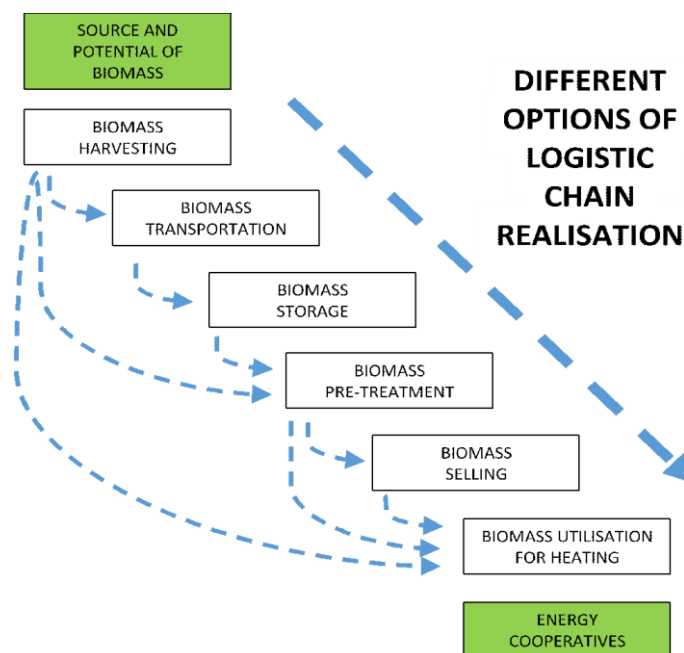 SOURCE AND
POTENTIAL OF
BIOMASS
DIFFERENT
OPTIONS OF
LOGISTIC
CHAIN
REALISATION
BIOMASS
HARVESTING
BIOMASS
TRANSPORTATION
BIOMASS
STORAGE
BIOMASS
PRE-TREATMENT
BIOMASS
SELLING
BIOMASS UTILISATION
FOR HEATING
ENERGY
COOPERATIVES